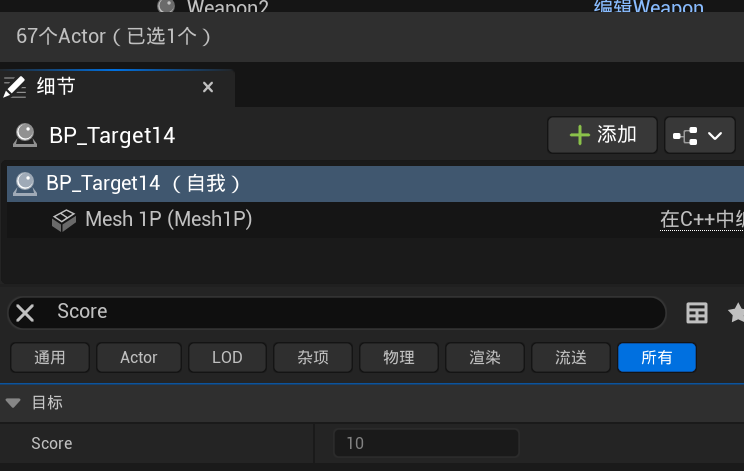 Weapon2 编辑Weapon
67个Actor（已选1个）
细节
BP_Target14 添加
BP_Target14 （自我）
Mesh 1P (Mesh1P) 在C++中编
Score
通用 Actor LOD 杂项 物理 渲染 流送 所有
目标
Score 10